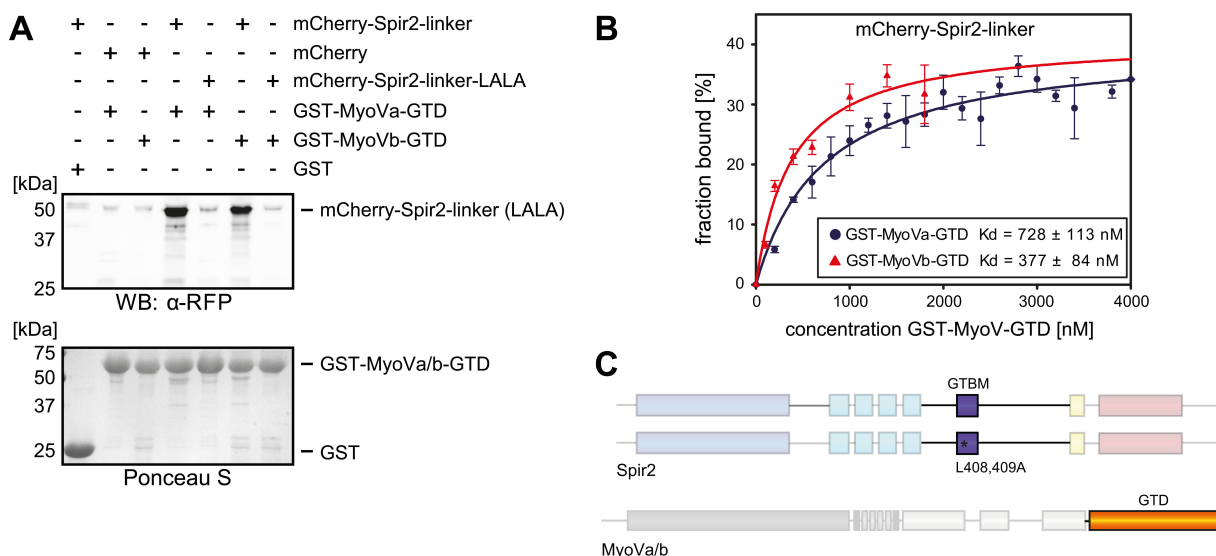 A
+ - - + - + - mCherry-Spir2-linker
- + + - - - - mCherry
- - - - + - + mCherry-Spir2-linker-LALA
- + - + + - - GST-MyoVa-GTD
- - + - - + + GST-MyoVb-GTD
+ - - - - - - GST
[kDa]
50
37
25
mCherry-Spir2-linker (LALA)
WB: α-RFP
[kDa]
75
50
37
25
GST-MyoVa/b-GTD
GST
Ponceau S
B
mCherry-Spir2-linker
fraction bound [%]
40
30
20
10
0
GST-MyoVa-GTD Kd = 728 ± 113 nM
GST-MyoVb-GTD Kd = 377 ± 84 nM
0 1000 2000 3000 4000
concentration GST-MyoV-GTD [nM]
C
GTBM
*
L408,409A
Spir2
GTD
MyoVa/b